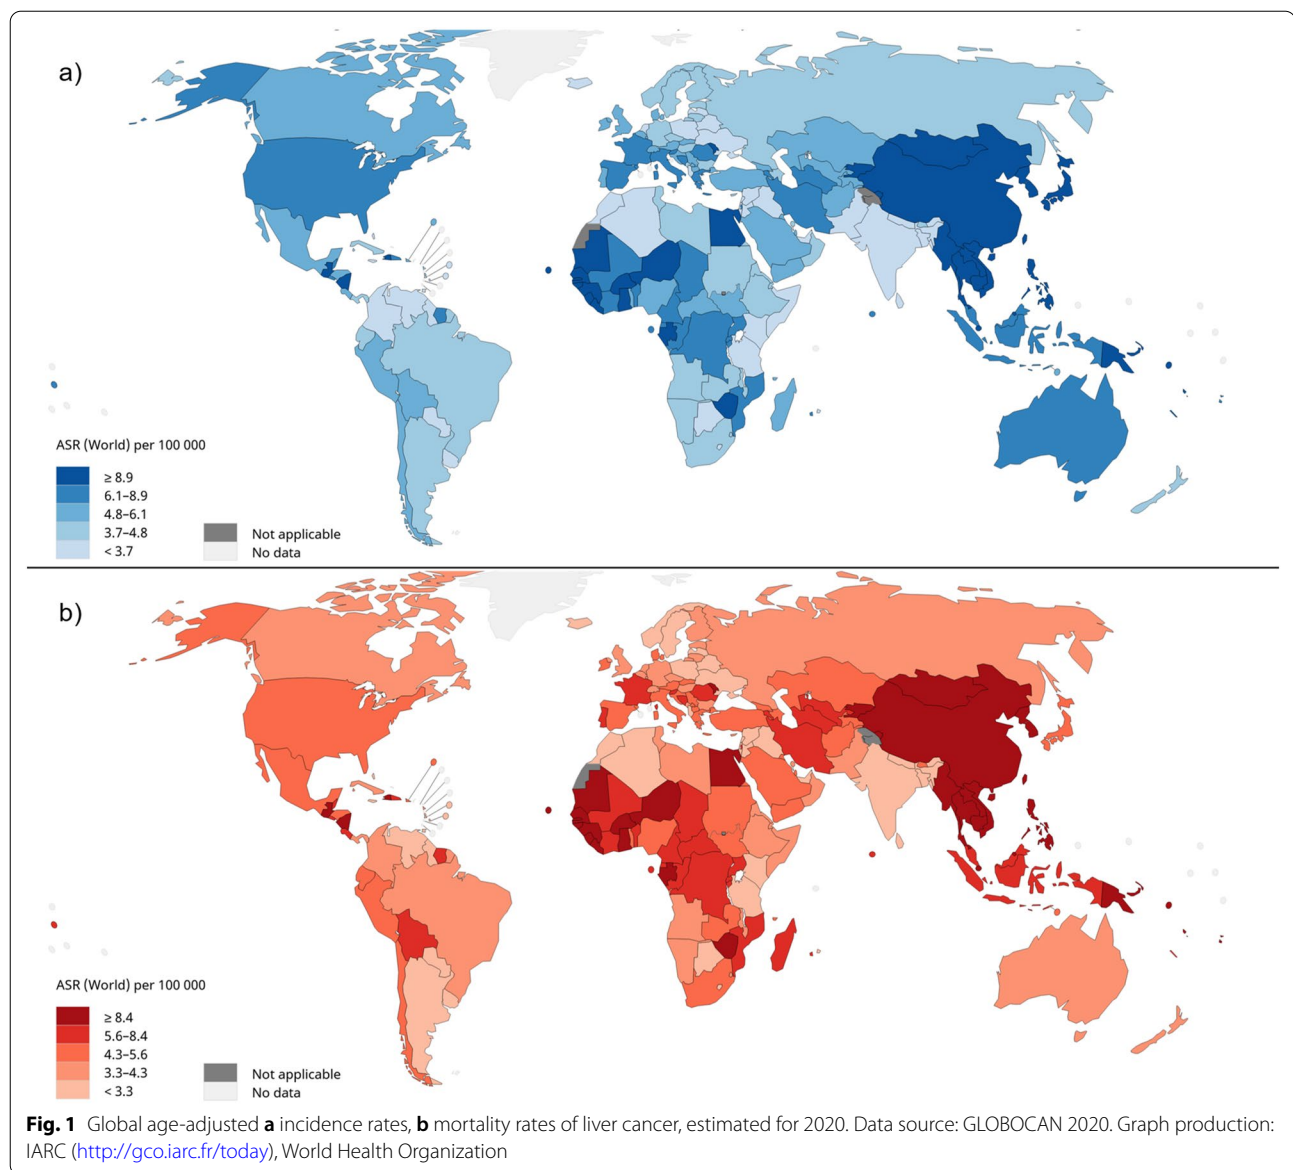 a)
ASR (World) per 100 000
≥ 8.9
6.1–8.9
4.8–6.1
3.7–4.8
< 3.7
Not applicable
No data
b)
ASR (World) per 100 000
≥ 8.4
5.6–8.4
4.3–5.6
3.3–4.3
< 3.3
Not applicable
No data
Fig. 1 Global age-adjusted a incidence rates, b mortality rates of liver cancer, estimated for 2020. Data source: GLOBOCAN 2020. Graph production:
IARC (http://gco.iarc.fr/today), World Health Organization